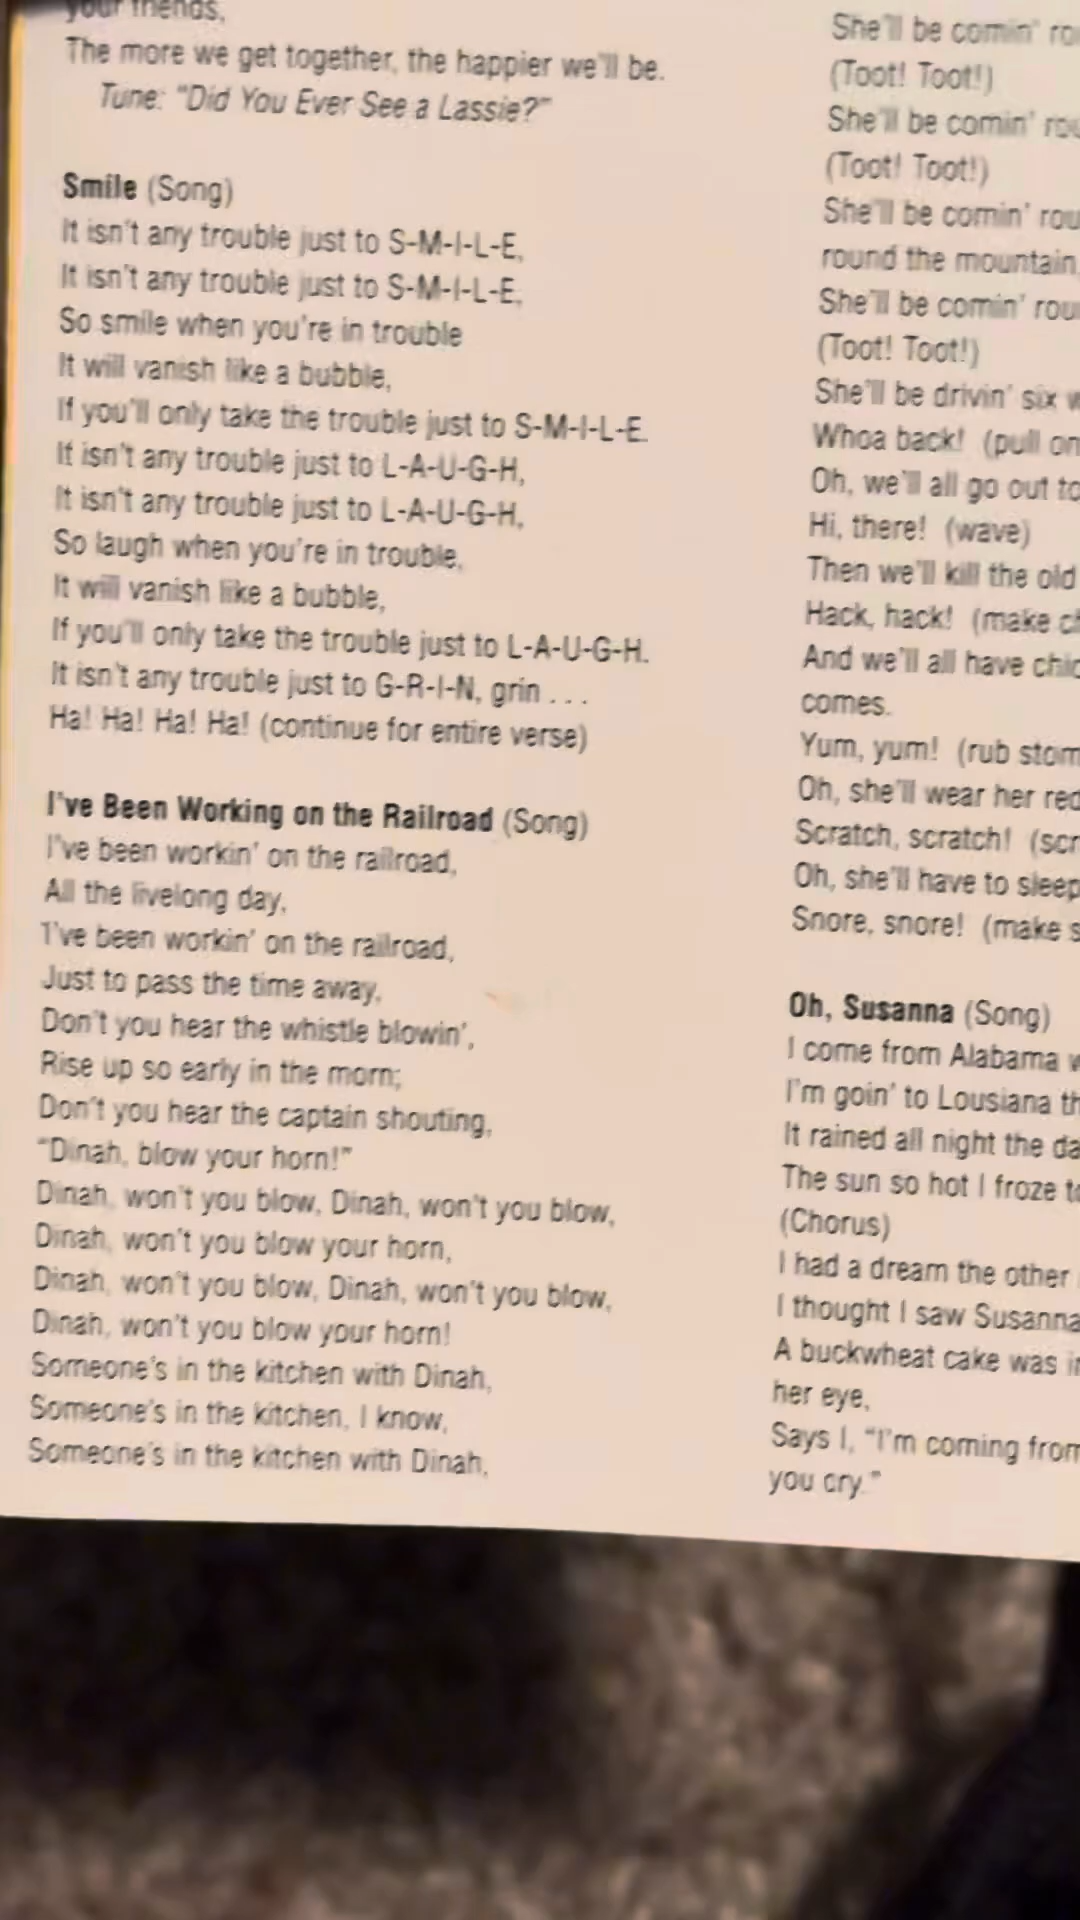 your friends,
The more we get together, the happier we'll be.
Tune: "Did You Ever See a Lassie?"
Smile (Song)
It isn't any trouble just to S-M-I-L-E,
It isn't any trouble just to S-M-I-L-E,
So smile when you're in trouble
It will vanish like a bubble,
If you'll only take the trouble just to S-M-I-L-E.
It isn't any trouble just to L-A-U-G-H,
It isn't any trouble just to L-A-U-G-H,
So laugh when you're in trouble,
It will vanish like a bubble,
If you'll only take the trouble just to L-A-U-G-H.
It isn't any trouble just to G-R-I-N, grin . . .
Ha! Ha! Ha! Ha! (continue for entire verse)
I've Been Working on the Railroad (Song)
I've been workin' on the railroad,
All the livelong day,
I've been workin' on the railroad,
Just to pass the time away,
Don't you hear the whistle blowin',
Rise up so early in the morn;
Don't you hear the captain shouting,
"Dinah, blow your horn!"
Dinah, won't you blow, Dinah, won't you blow,
Dinah, won't you blow your horn,
Dinah, won't you blow, Dinah, won't you blow,
Dinah, won't you blow your horn!
Someone's in the kitchen with Dinah,
Someone's in the kitchen, I know,
Someone's in the kitchen with Dinah,
She'll be comin'
(Toot! Toot!)
She'll be comin'
(Toot! Toot!)
She'll be comin'
round the mountain,
She'll be comin'
(Toot! Toot!)
She'll be drivin' six
Whoa back! (pull on
Oh, we'll all go out to
Hi, there! (wave)
Then we'll kill the old
Hack, hack! (make
And we'll all have
comes.
Yum, yum! (rub
Oh, she'll wear her red
Scratch, scratch!
Oh, she'll have to sleep
Snore, snore! (make
Oh, Susanna (Song)
I come from Alabama
I'm goin' to Lousiana
It rained all night the
The sun so hot I froze
(Chorus)
I had a dream the other
I thought I saw Susanna
A buckwheat cake was
her eye,
Says I, "I'm coming from
you cry."